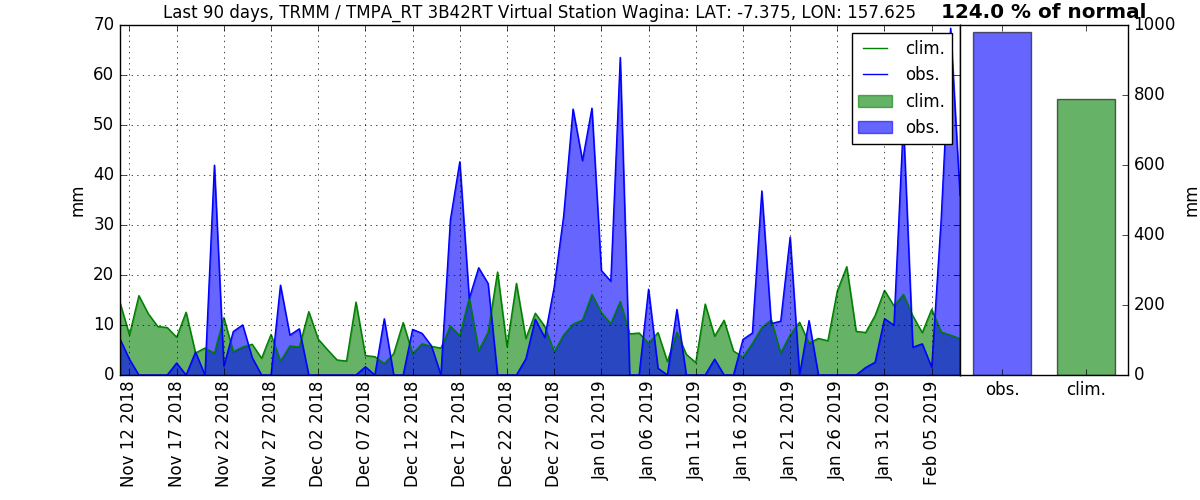 Last 90 days, TRMM / TMPA_RT 3B42RT Virtual Station Wagina: LAT: -7.375, LON: 157.625
124.0 % of normal
70
60
50
40
30
20
10
0
mm
clim.
obs.
clim.
obs.
Nov 12 2018
Nov 17 2018
Nov 22 2018
Nov 27 2018
Dec 02 2018
Dec 07 2018
Dec 12 2018
Dec 17 2018
Dec 22 2018
Dec 27 2018
Jan 01 2019
Jan 06 2019
Jan 11 2019
Jan 16 2019
Jan 21 2019
Jan 26 2019
Jan 31 2019
Feb 05 2019
1000
800
600
400
200
0
mm
obs.
clim.